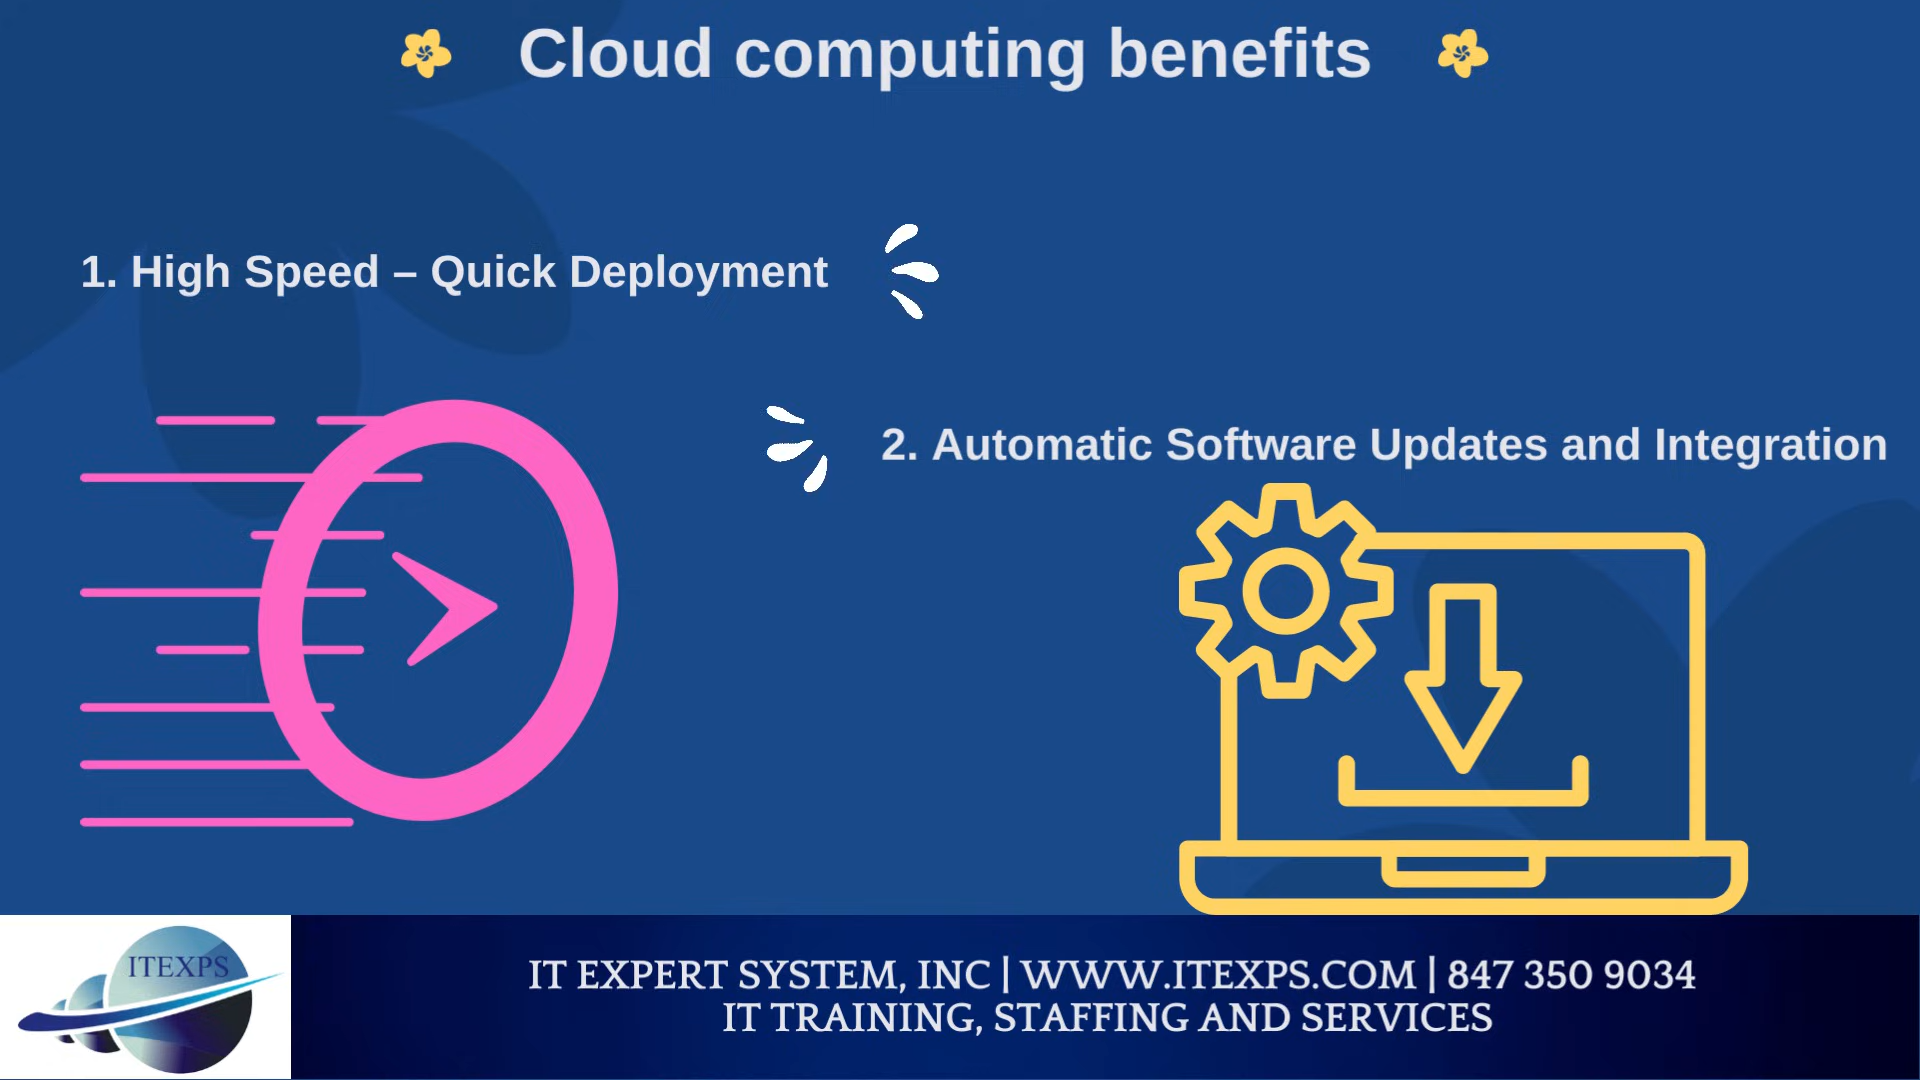 Cloud computing benefits
1. High Speed – Quick Deployment
2. Automatic Software Updates and Integration
ITEXPS
IT EXPERT SYSTEM, INC | WWW.ITEXPS.COM | 847 350 9034
IT TRAINING, STAFFING AND SERVICES